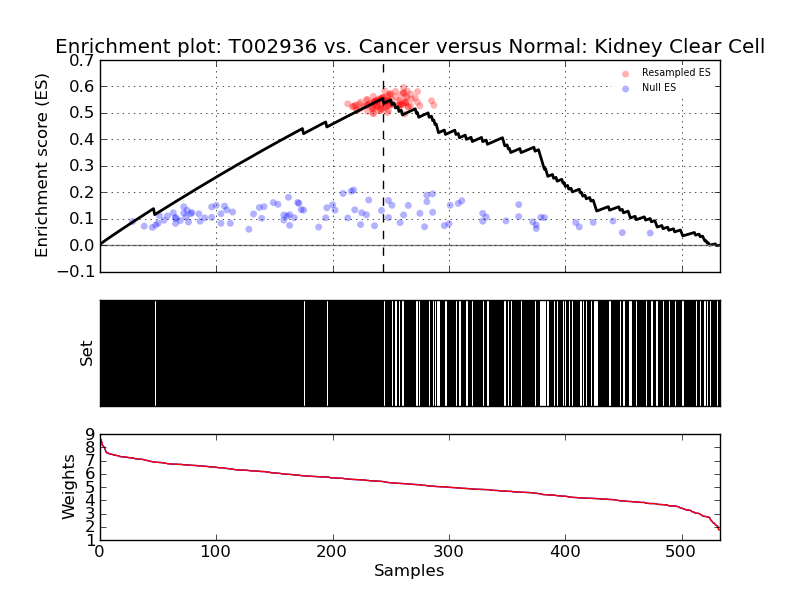 Enrichment plot: T002936 vs. Cancer versus Normal: Kidney Clear Cell
Enrichment score (ES)
0.7
0.6
0.5
0.4
0.3
0.2
0.1
0.0
−0.1
Resampled ES
Null ES
Set
Weights
9
8
7
6
5
4
3
2
1
0 100 200 300 400 500
Samples